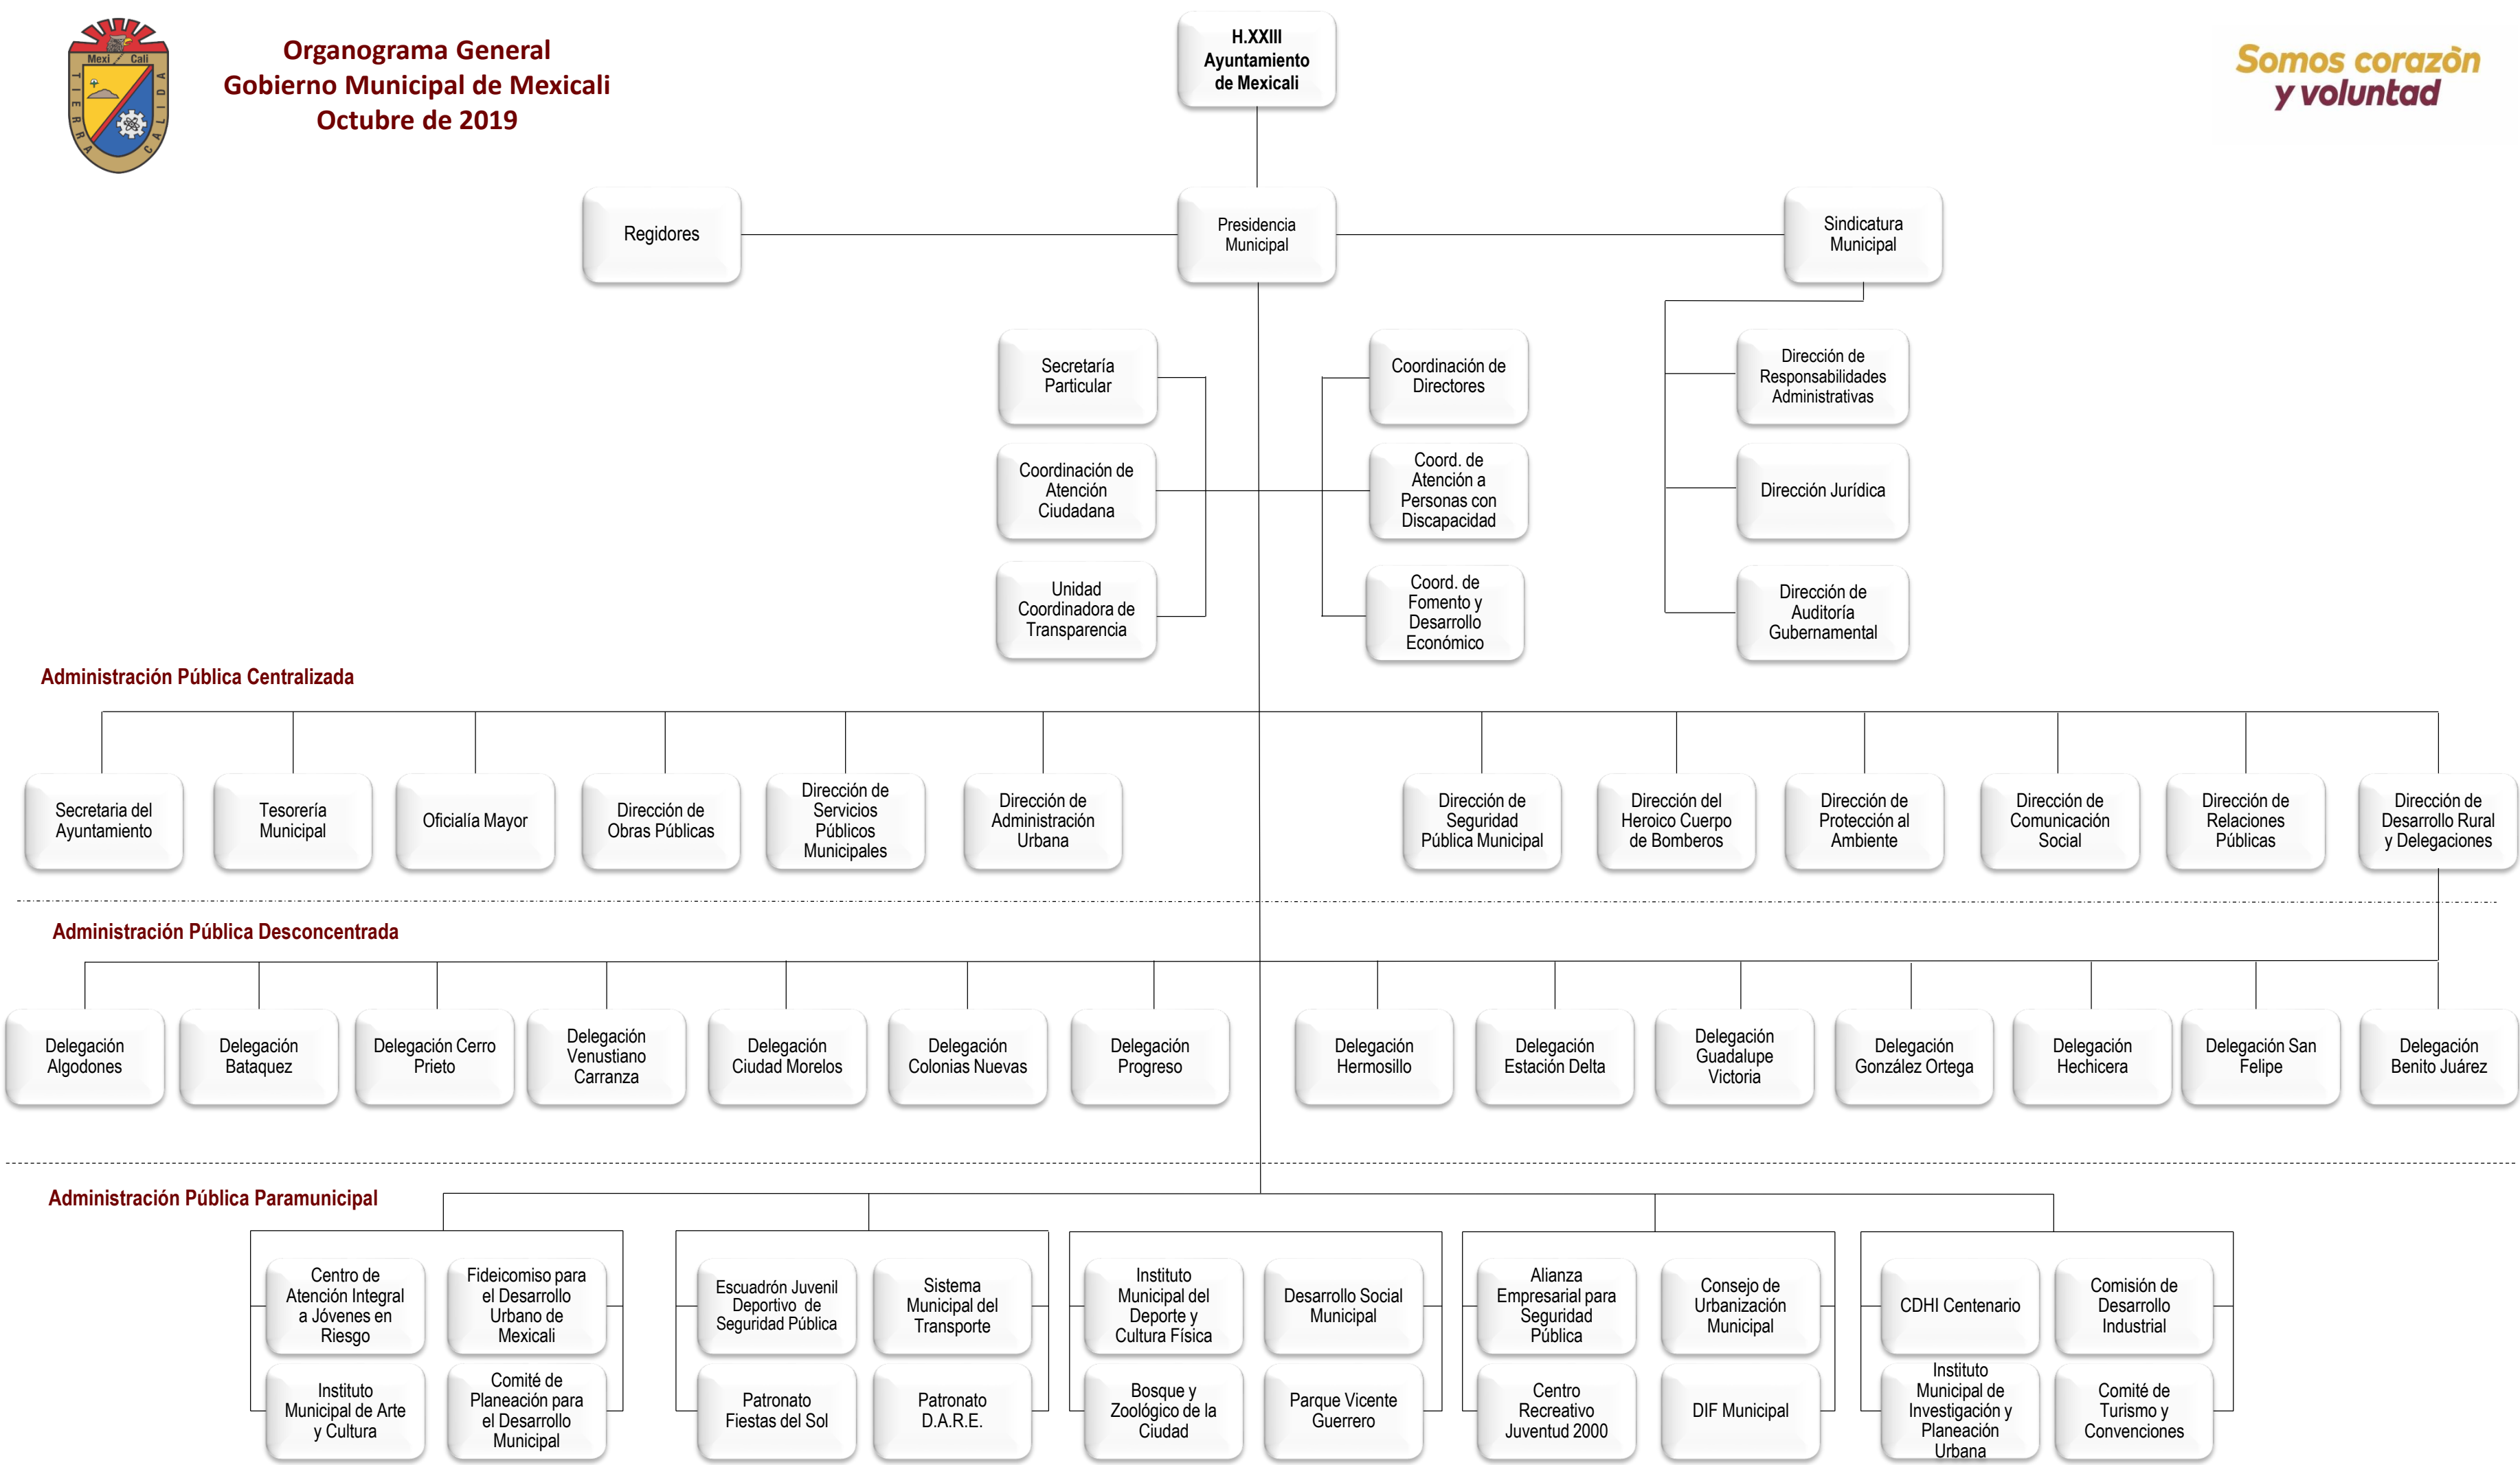 Mexi Cali
TIERRA CALIDA
Organograma General
Gobierno Municipal de Mexicali
Octubre de 2019
H.XXIII
Ayuntamiento
de Mexicali
Somos corazòn
y voluntad
Regidores
Presidencia
Municipal
Sindicatura
Municipal
Secretaría
Particular
Coordinación de
Directores
Dirección de
Responsabilidades
Administrativas
Coordinación de
Atención
Ciudadana
Coord. de
Atención a
Personas con
Discapacidad
Dirección Jurídica
Unidad
Coordinadora de
Transparencia
Coord. de
Fomento y
Desarrollo
Económico
Dirección de
Auditoría
Gubernamental
Administración Pública Centralizada
Secretaria del
Ayuntamiento
Tesorería
Municipal
Oficialía Mayor
Dirección de
Obras Públicas
Dirección de
Servicios
Públicos
Municipales
Dirección de
Administración
Urbana
Dirección de
Seguridad
Pública Municipal
Dirección del
Heroico Cuerpo
de Bomberos
Dirección de
Protección al
Ambiente
Dirección de
Comunicación
Social
Dirección de
Relaciones
Públicas
Dirección de
Desarrollo Rural
y Delegaciones
Administración Pública Desconcentrada
Delegación
Algodones
Delegación
Bataquez
Delegación Cerro
Prieto
Delegación
Venustiano
Carranza
Delegación
Ciudad Morelos
Delegación
Colonias Nuevas
Delegación
Progreso
Delegación
Hermosillo
Delegación
Estación Delta
Delegación
Guadalupe
Victoria
Delegación
González Ortega
Delegación
Hechicera
Delegación San
Felipe
Delegación
Benito Juárez
Administración Pública Paramunicipal
Centro de
Atención Integral
a Jóvenes en
Riesgo
Fideicomiso para
el Desarrollo
Urbano de
Mexicali
Escuadrón Juvenil
Deportivo de
Seguridad Pública
Sistema
Municipal del
Transporte
Instituto
Municipal del
Deporte y
Cultura Física
Desarrollo Social
Municipal
Alianza
Empresarial para
Seguridad
Pública
Consejo de
Urbanización
Municipal
CDHI Centenario
Comisión de
Desarrollo
Industrial
Instituto
Municipal de Arte
y Cultura
Comité de
Planeación para
el Desarrollo
Municipal
Patronato
Fiestas del Sol
Patronato
D.A.R.E.
Bosque y
Zoológico de la
Ciudad
Parque Vicente
Guerrero
Centro
Recreativo
Juventud 2000
DIF Municipal
Instituto
Municipal de
Investigación y
Planeación
Urbana
Comité de
Turismo y
Convenciones